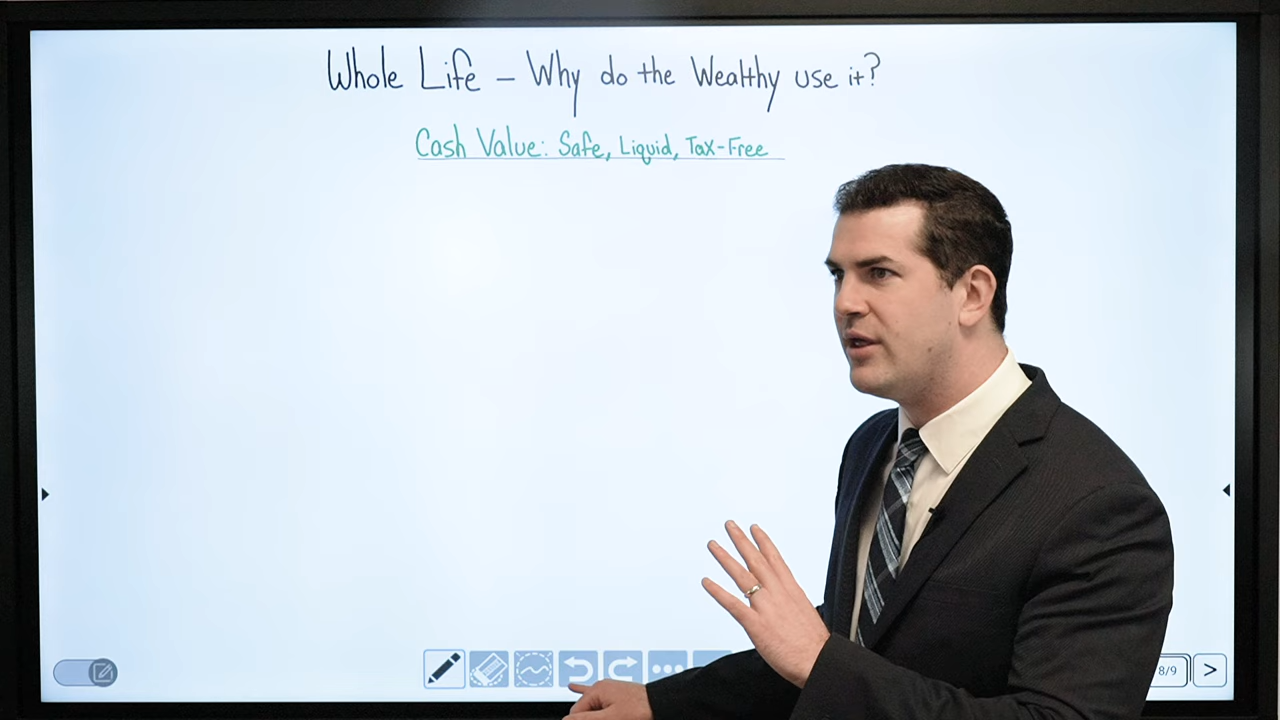 Whole Life – Why do the Wealthy use it?
Cash Value: Safe, Liquid, Tax-Free
8/9